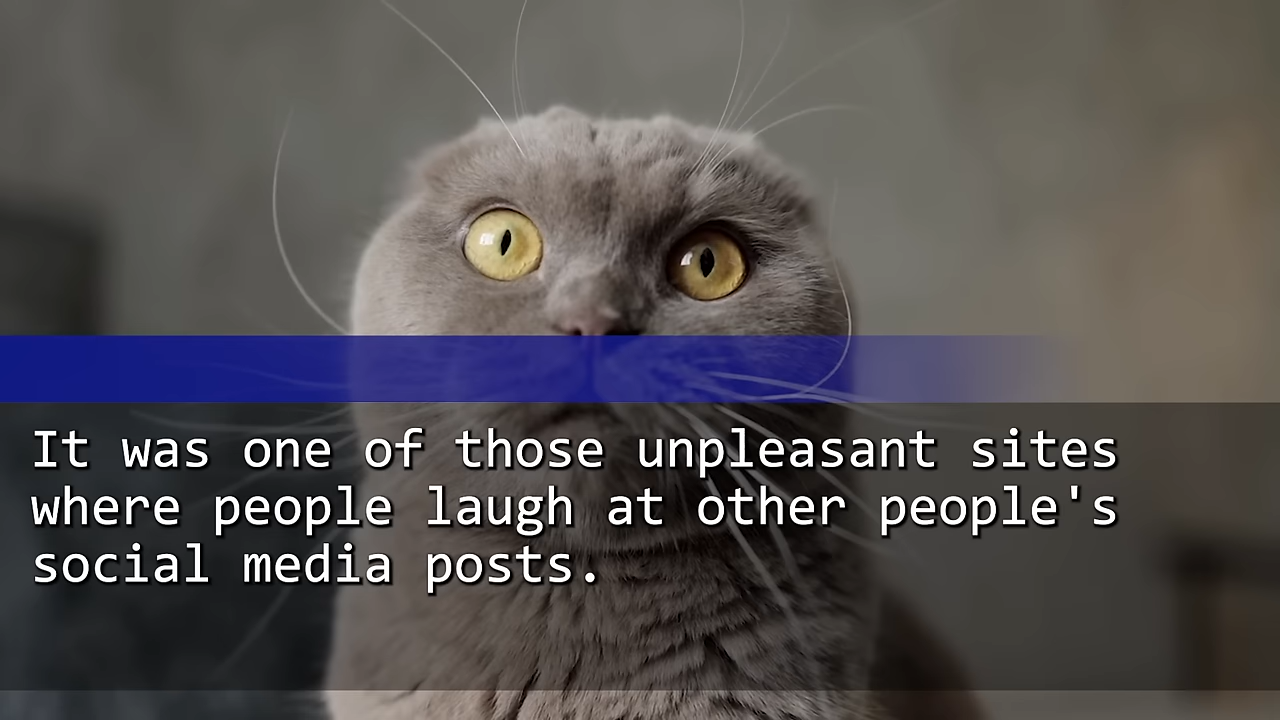 It was one of those unpleasant sites
where people laugh at other people's
social media posts.